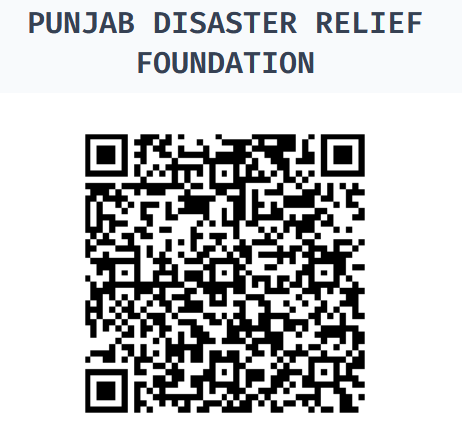 PUNJAB DISASTER RELIEF
FOUNDATION